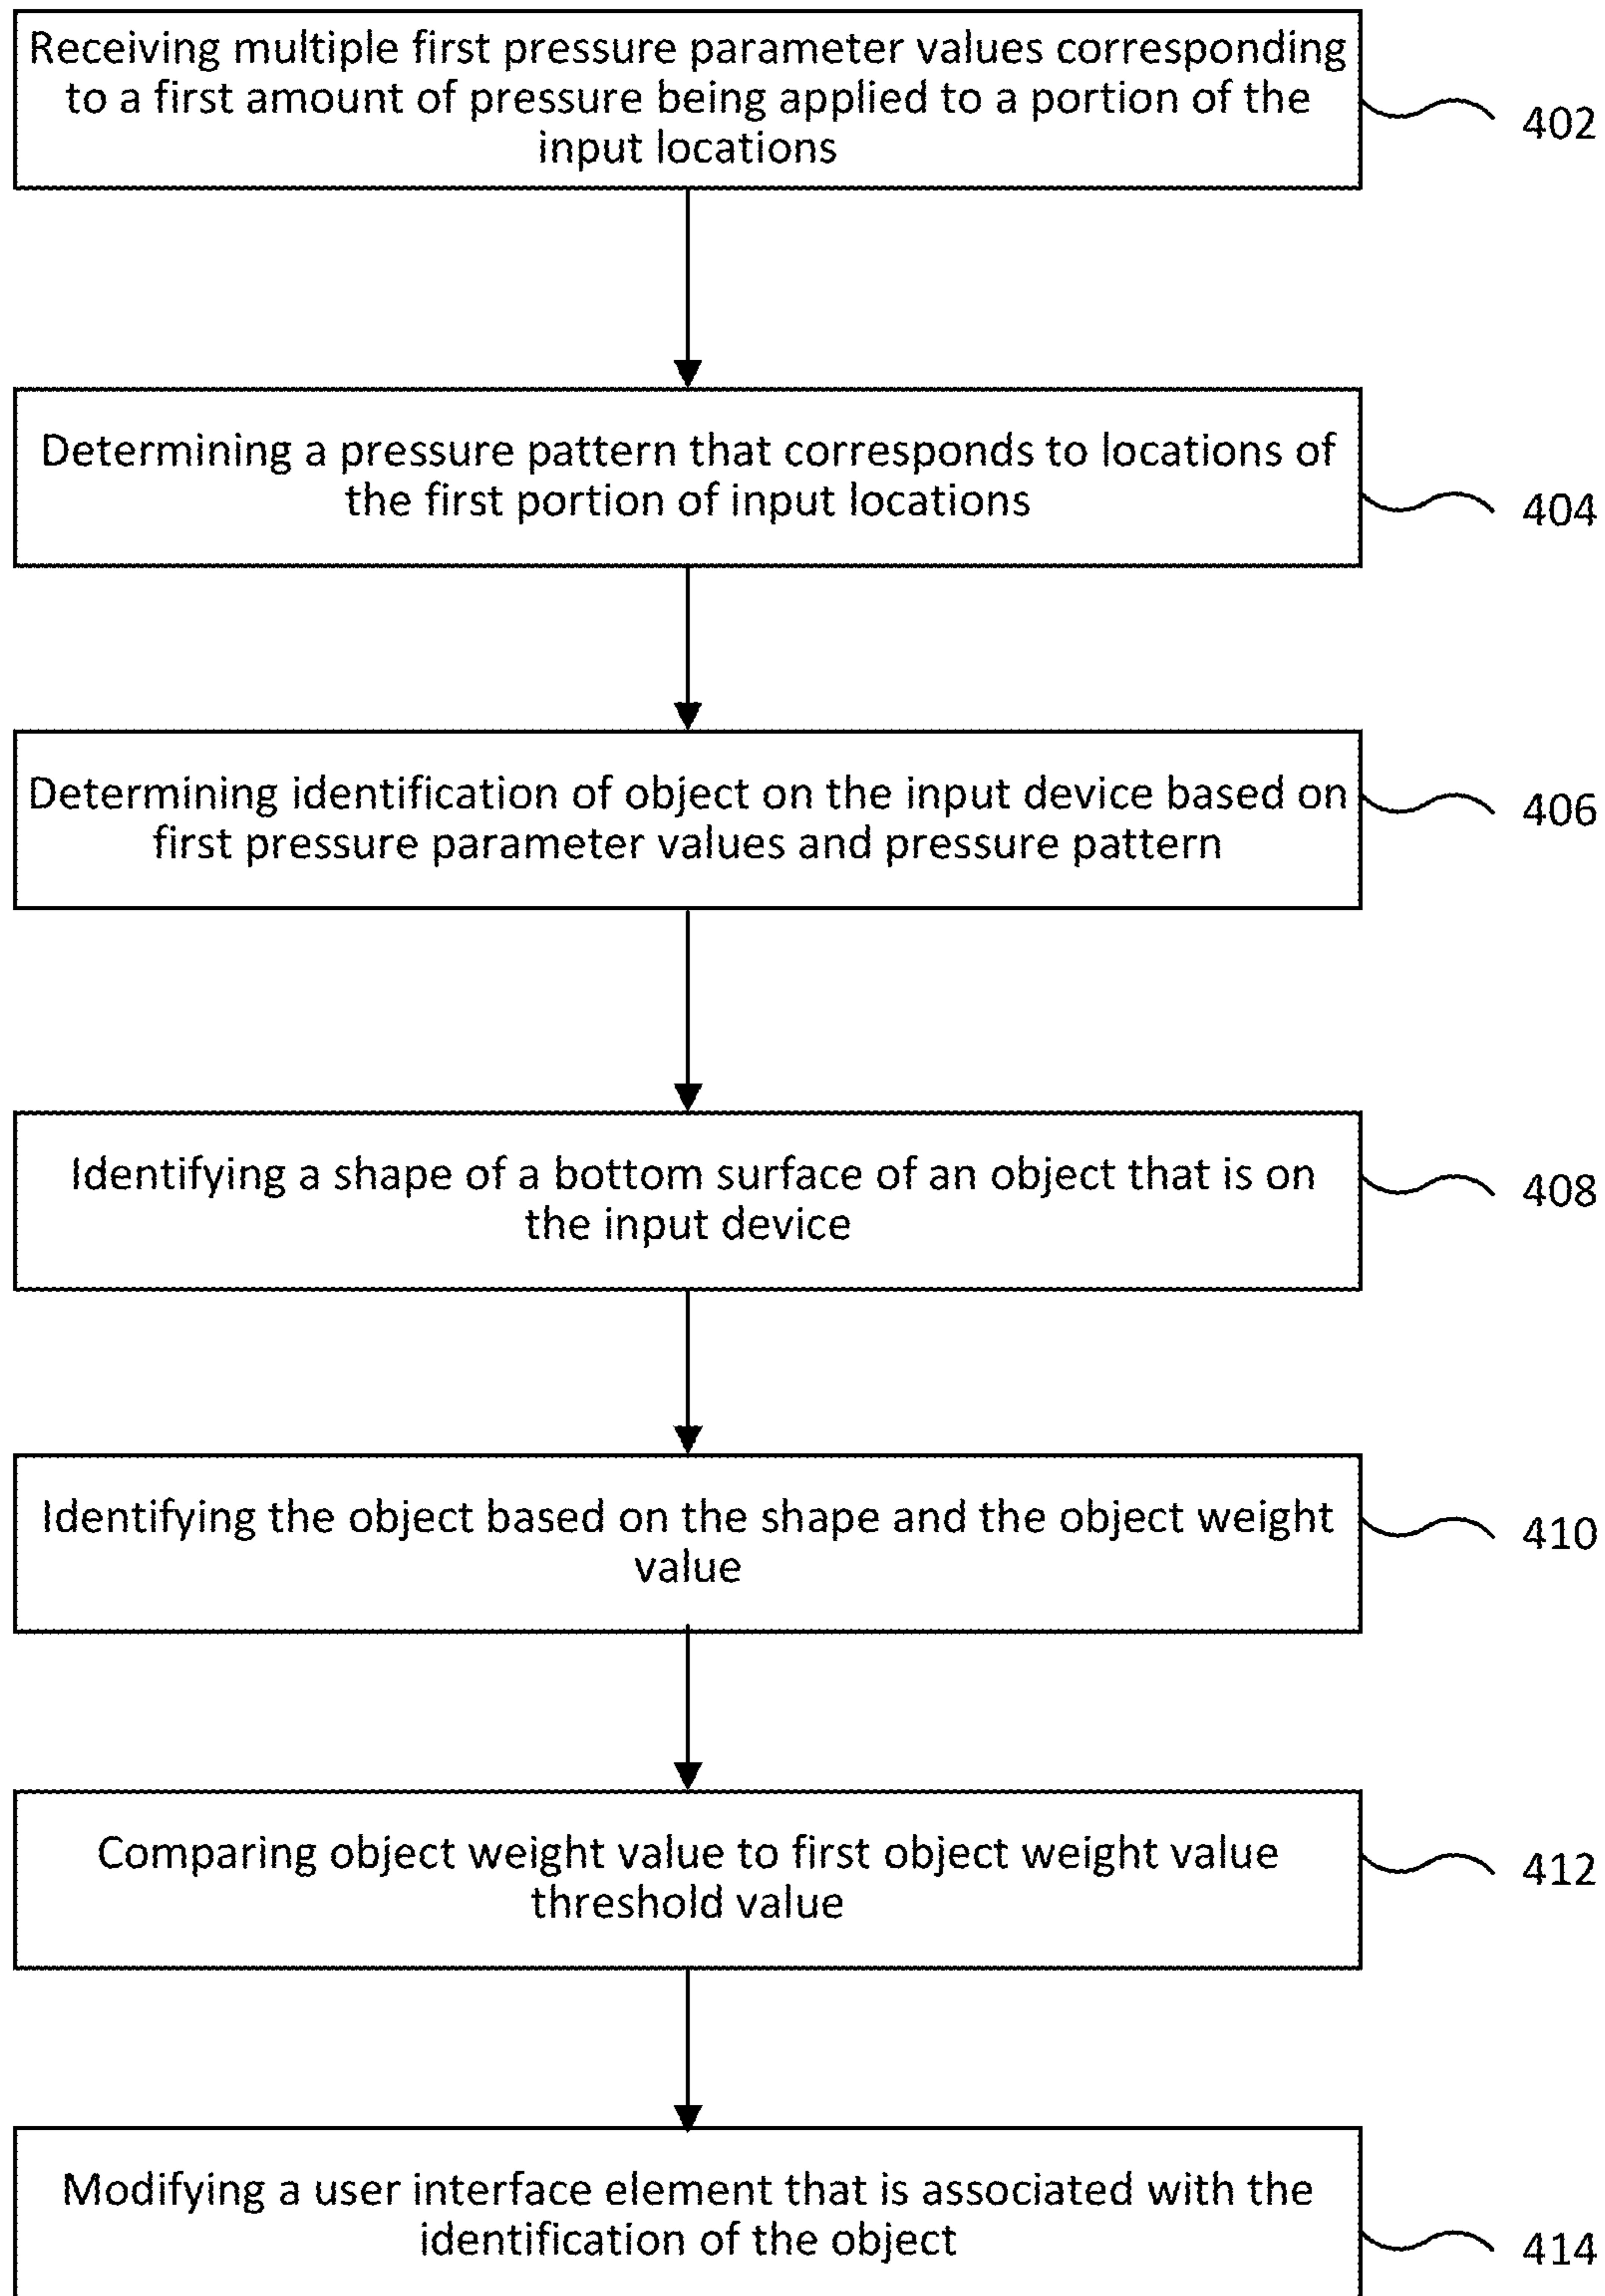 Receiving multiple first pressure parameter values corresponding
to a first amount of pressure being applied to a portion of the
input locations
402
Determining a pressure pattern that corresponds to locations of
the first portion of input locations
404
Determining identification of object on the input device based on
first pressure parameter values and pressure pattern
406
Identifying a shape of a bottom surface of an object that is on
the input device
408
Identifying the object based on the shape and the object weight
value
410
Comparing object weight value to first object weight value
threshold value
412
Modifying a user interface element that is associated with the
identification of the object
414